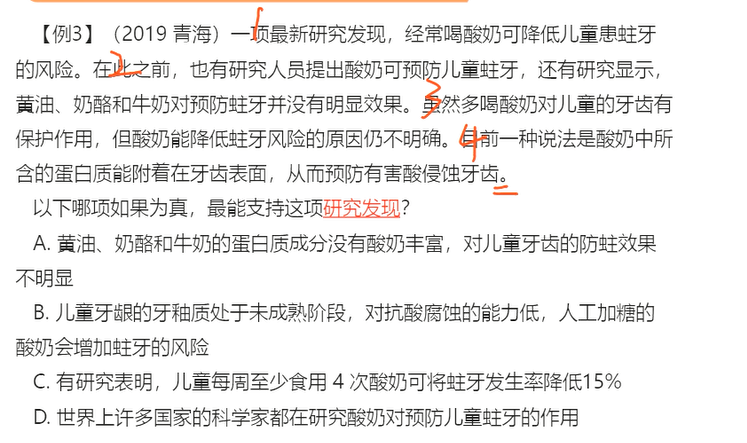 【例3】（2019 青海）一项最新研究发现，经常喝酸奶可降低儿童患蛀牙
的风险。在此之前，也有研究人员提出酸奶可预防儿童蛀牙，还有研究显示，
黄油、奶酪和牛奶对预防蛀牙并没有明显效果。虽然多喝酸奶对儿童的牙齿有
保护作用，但酸奶能降低蛀牙风险的原因仍不明确。目前一种说法是酸奶中所
含的蛋白质能附着在牙齿表面，从而预防有害酸侵蚀牙齿。
以下哪项如果为真，最能支持这项研究发现？
A. 黄油、奶酪和牛奶的蛋白质成分没有酸奶丰富，对儿童牙齿的防蛀效果
不明显
B. 儿童牙龈的牙釉质处于未成熟阶段，对抗酸腐蚀的能力低，人工加糖的
酸奶会增加蛀牙的风险
C. 有研究表明，儿童每周至少食用 4 次酸奶可将蛀牙发生率降低15%
D. 世界上许多国家的科学家都在研究酸奶对预防儿童蛀牙的作用
1
2
3
4